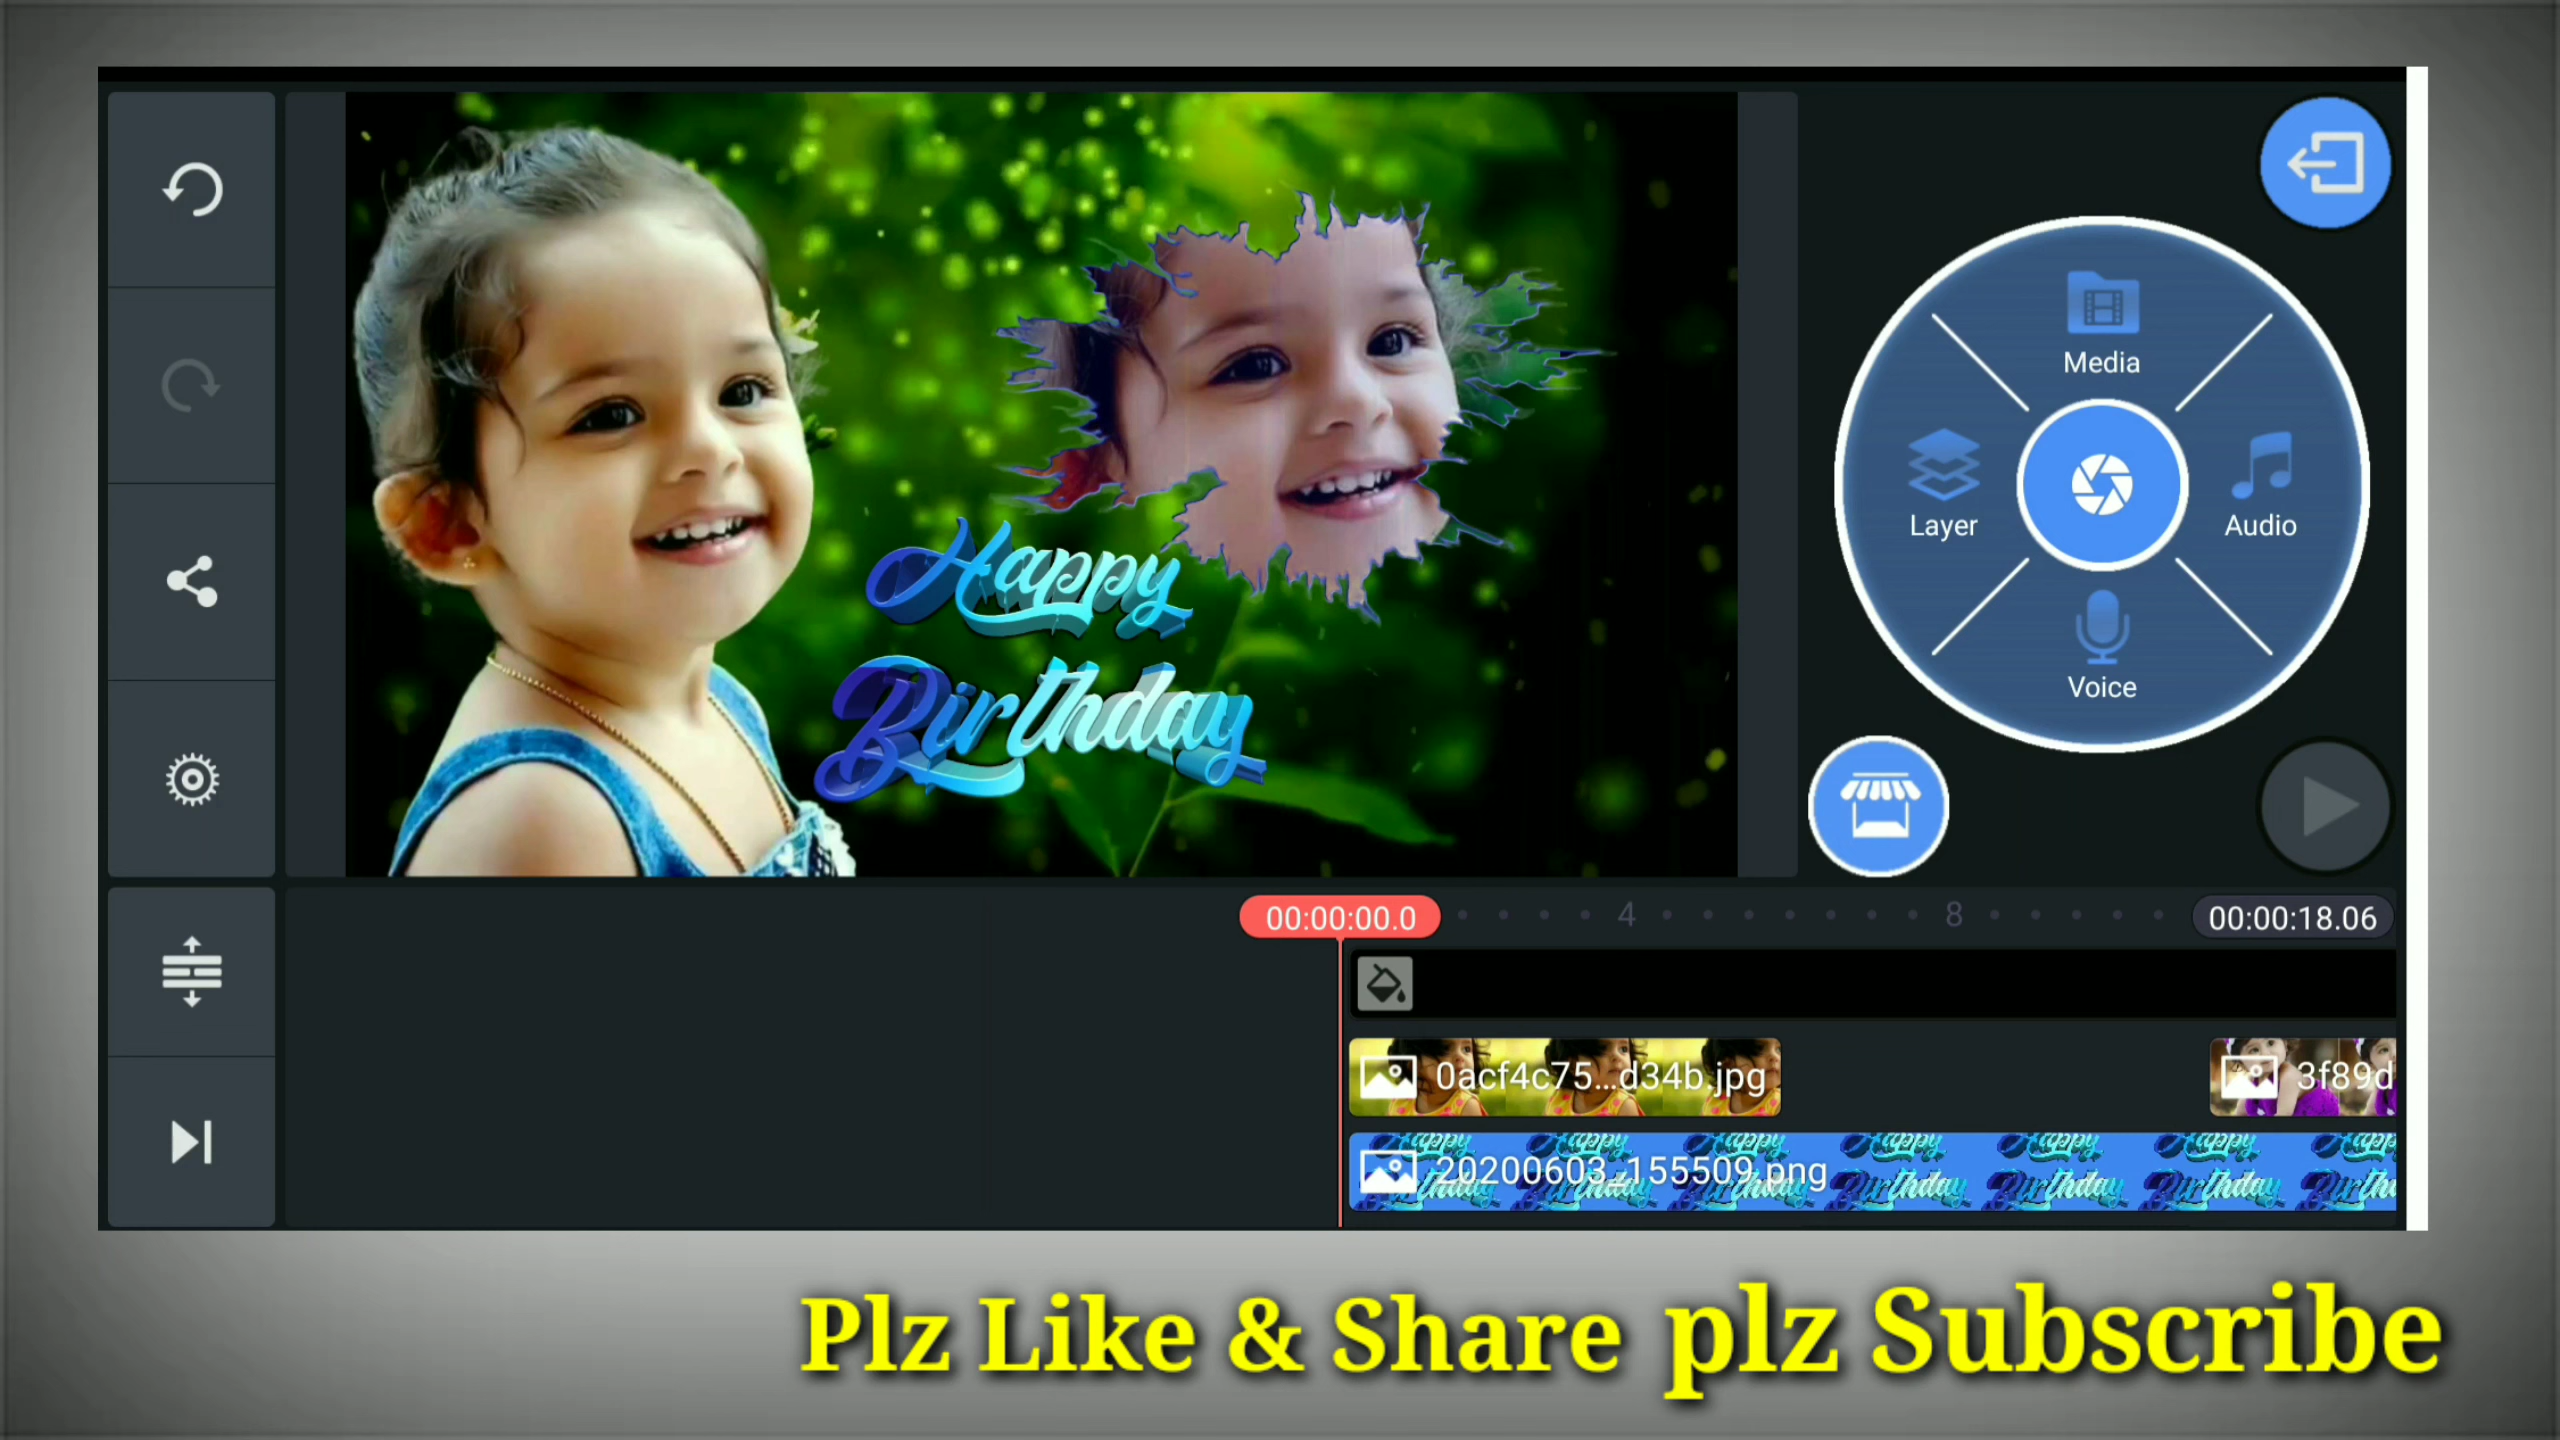 Happy
Birthday
Media
Layer
Audio
Voice
00:00:00.0
4
8
00:00:18.06
0acf4c75...d34b.jpg
3f89d
20200603_155509.png
Plz Like & Share plz Subscribe